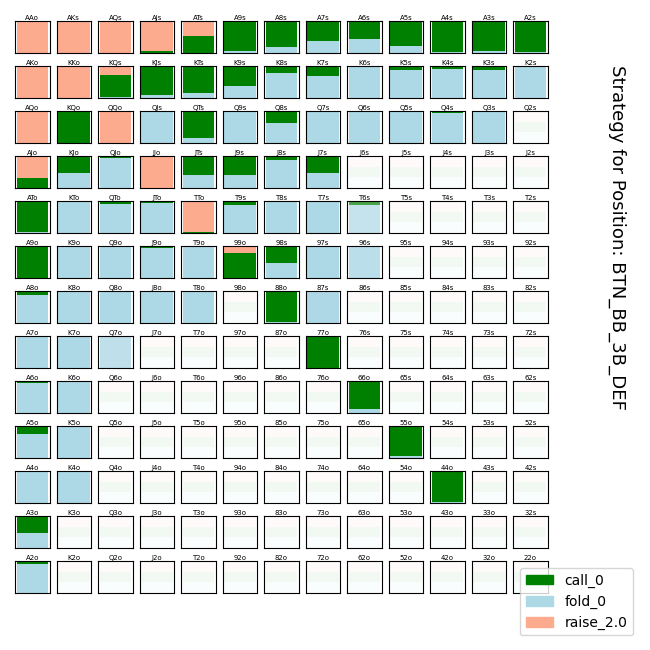 AAo AKs AQs AJs ATs A9s A8s A7s A6s A5s A4s A3s A2s
AKo KKo KQs KJs KTs K9s K8s K7s K6s K5s K4s K3s K2s
AQo KQo QQo QJs QTs Q9s Q8s Q7s Q6s Q5s Q4s Q3s Q2s
AJo KJo QJo JJo JTs J9s J8s J7s J6s J5s J4s J3s J2s
ATo KTo QTo JTo TTo T9s T8s T7s T6s T5s T4s T3s T2s
A9o K9o Q9o J9o T9o 99o 98s 97s 96s 95s 94s 93s 92s
A8o K8o Q8o J8o T8o 98o 88o 87s 86s 85s 84s 83s 82s
A7o K7o Q7o J7o T7o 97o 87o 77o 76s 75s 74s 73s 72s
A6o K6o Q6o J6o T6o 96o 86o 76o 66o 65s 64s 63s 62s
A5o K5o Q5o J5o T5o 95o 85o 75o 65o 55o 54s 53s 52s
A4o K4o Q4o J4o T4o 94o 84o 74o 64o 54o 44o 43s 42s
A3o K3o Q3o J3o T3o 93o 83o 73o 63o 53o 43o 33o 32s
A2o K2o Q2o J2o T2o 92o 82o 72o 62o 52o 42o 32o 22o
Strategy for Position: BTN_BB_3B_DEF
call_0
fold_0
raise_2.0